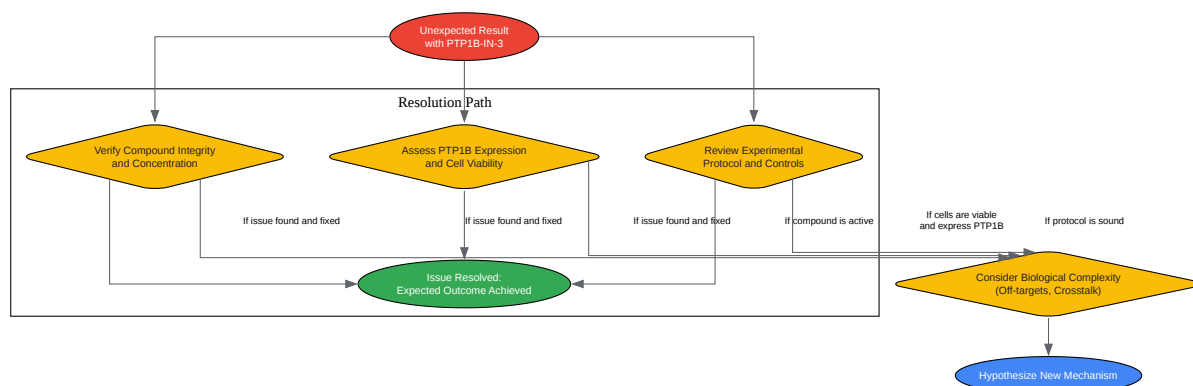 Unexpected Result
with PTP1B-IN-3
Resolution Path
Verify Compound Integrity
and Concentration
Assess PTP1B Expression
and Cell Viability
Review Experimental
Protocol and Controls
If issue found and fixed
If issue found and fixed
If issue found and fixed
If compound is active
If cells are viable
and express PTP1B
If protocol is sound
Issue Resolved:
Expected Outcome Achieved
Consider Biological Complexity
(Off-targets, Crosstalk)
Hypothesize New Mechanism